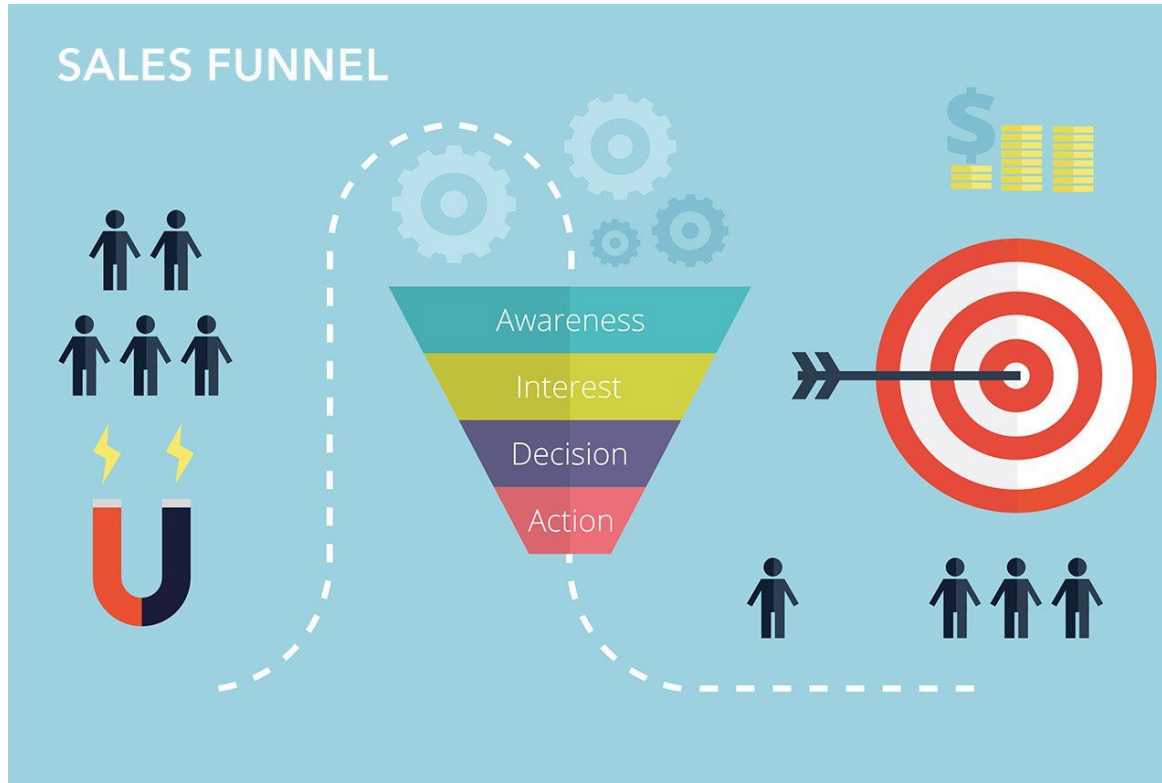 SALES FUNNEL
$
Awareness
Interest
Decision
Action